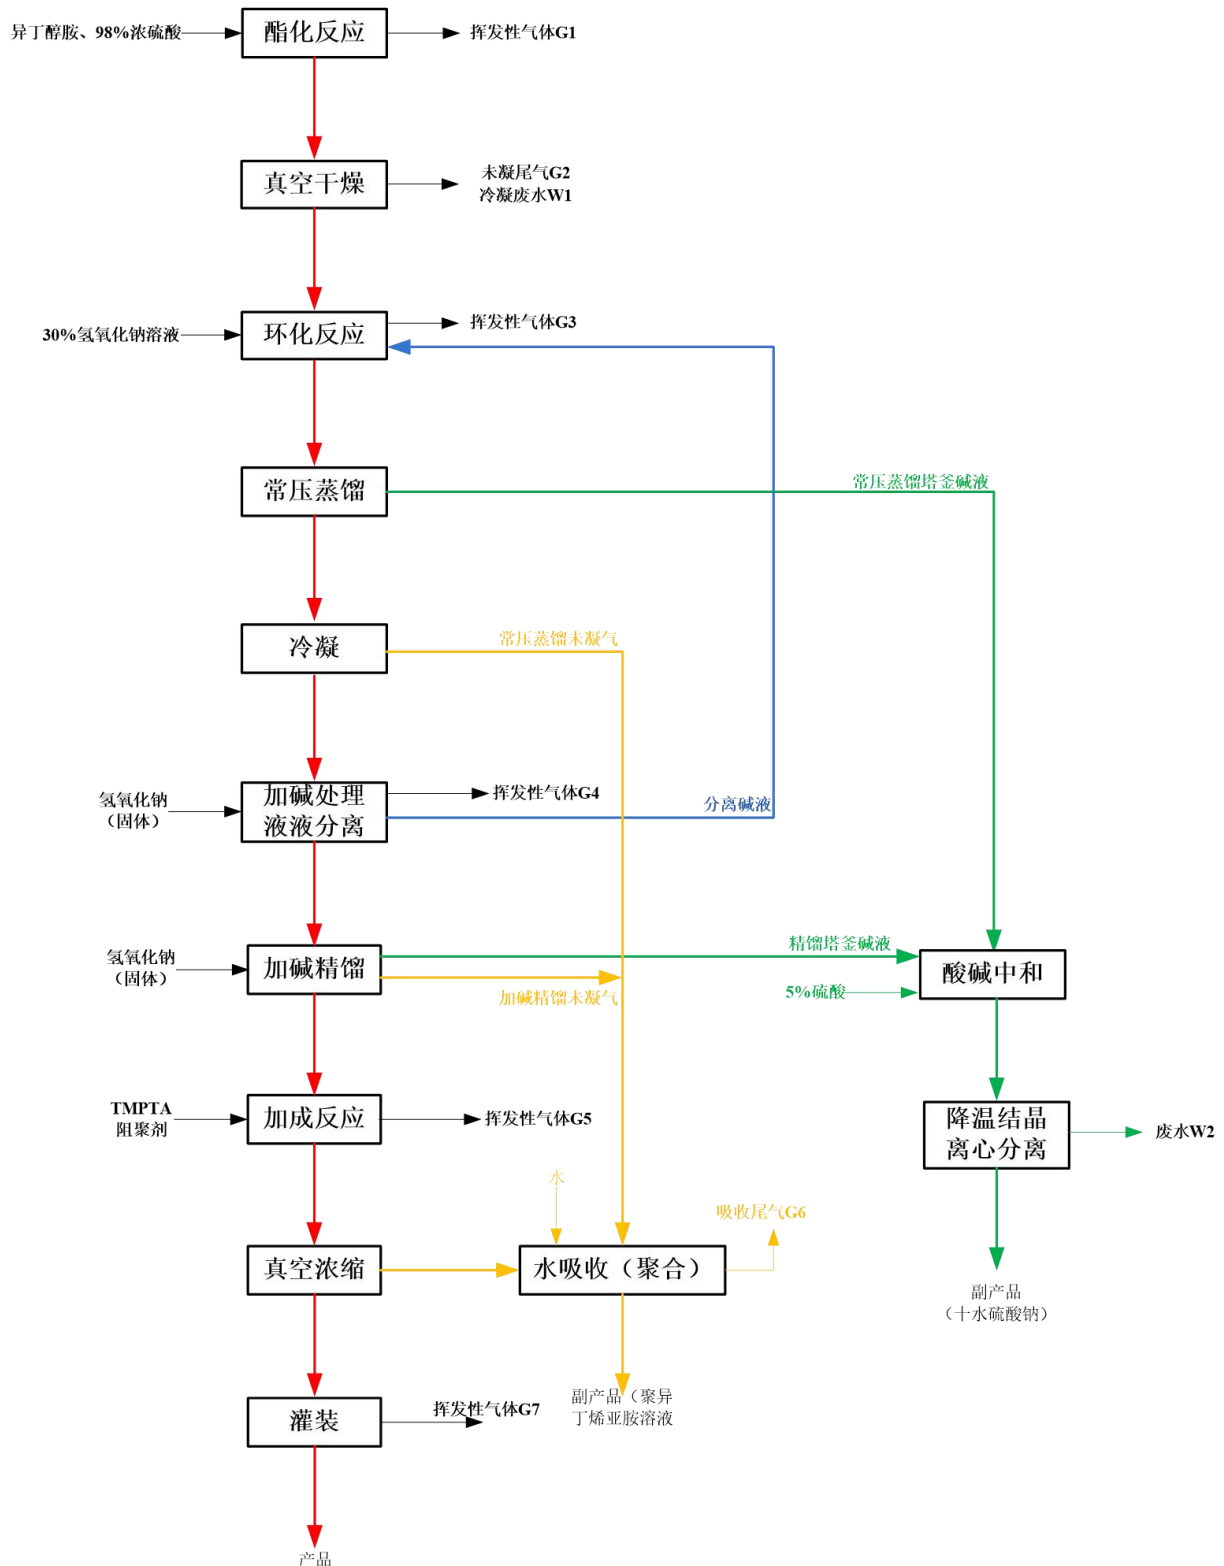 异丁醇胺、98%浓硫酸
酯化反应
挥发性气体G1
真空干燥
未凝尾气G2
冷凝废水W1
30%氢氧化钠溶液
环化反应
挥发性气体G3
常压蒸馏
常压蒸馏塔釜碱液
冷凝
常压蒸馏未凝气
氢氧化钠
（固体）
加碱处理
液液分离
挥发性气体G4
分离碱液
氢氧化钠
（固体）
加碱精馏
精馏塔釜碱液
加碱精馏未凝气
5%硫酸
酸碱中和
TMPTA
阻聚剂
加成反应
挥发性气体G5
降温结晶
离心分离
废水W2
水
吸收尾气G6
真空浓缩
水吸收（聚合）
副产品
（十水硫酸钠）
灌装
挥发性气体G7
副产品（聚异
丁烯亚胺溶液
产品